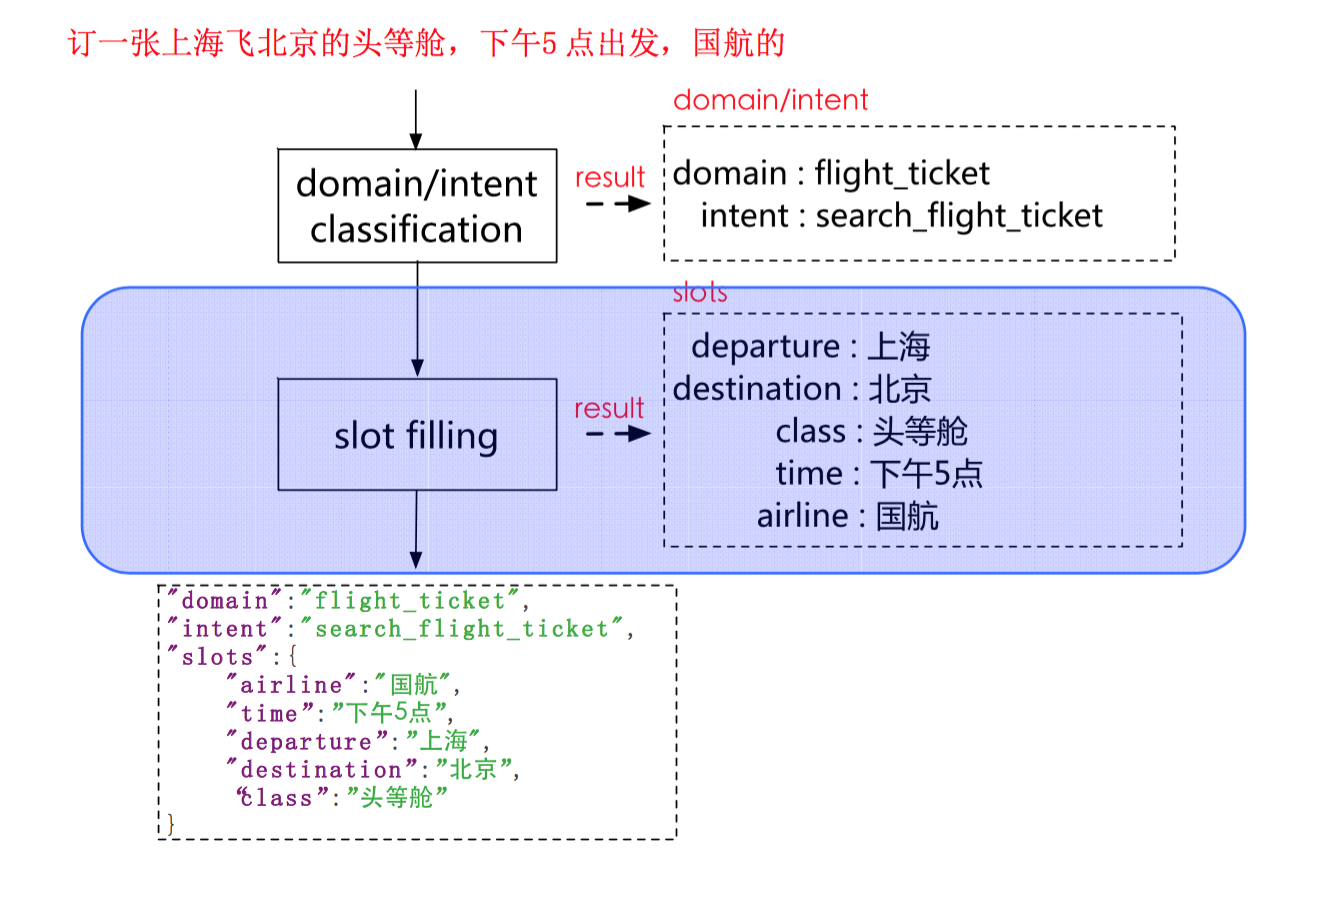 订一张上海飞北京的头等舱，下午5 点出发，国航的
domain/intent
domain/intent
classification
result
domain : flight_ticket
intent : search_flight_ticket
slots
slot filling
result
departure : 上海
destination : 北京
class : 头等舱
time : 下午5点
airline : 国航
"domain":"flight_ticket",
"intent":"search_flight_ticket",
"slots":{
"airline":"国航",
"time”:”下午5点”,
"departure”:”上海",
"destination”:”北京”,
“class”:”头等舱”
}